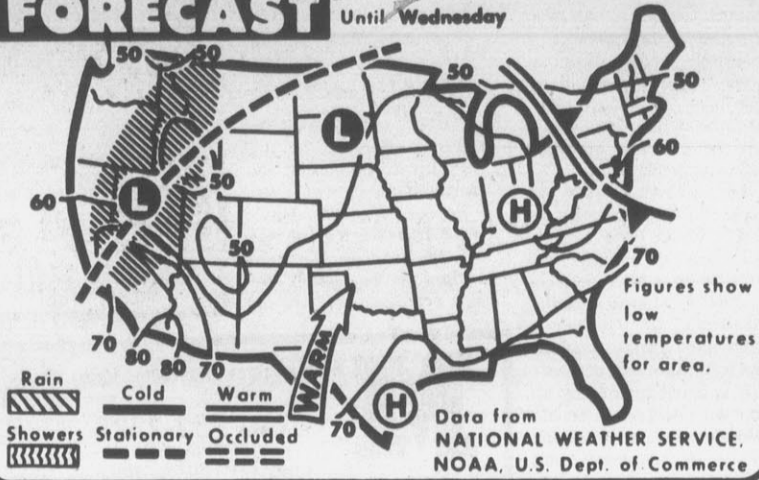 FORECAST Until Wednesday
50 50
50
50
60
60
50
50
70
70 80 80 70
70
L
L
H
H
WARM
Figures show
low
temperatures
for area.
Rain
Cold Warm
Showers Stationary Occluded
Data from
NATIONAL WEATHER SERVICE,
NOAA, U.S. Dept. of Commerce